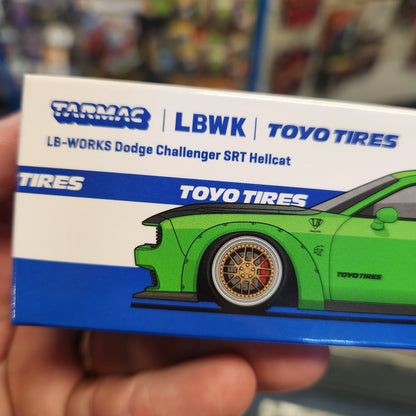 TARMAC | LBWK | TOYO TIRES
LB-WORKS Dodge Challenger SRT Hellcat
TIRES TOYO TIRES
TOYO TIRES